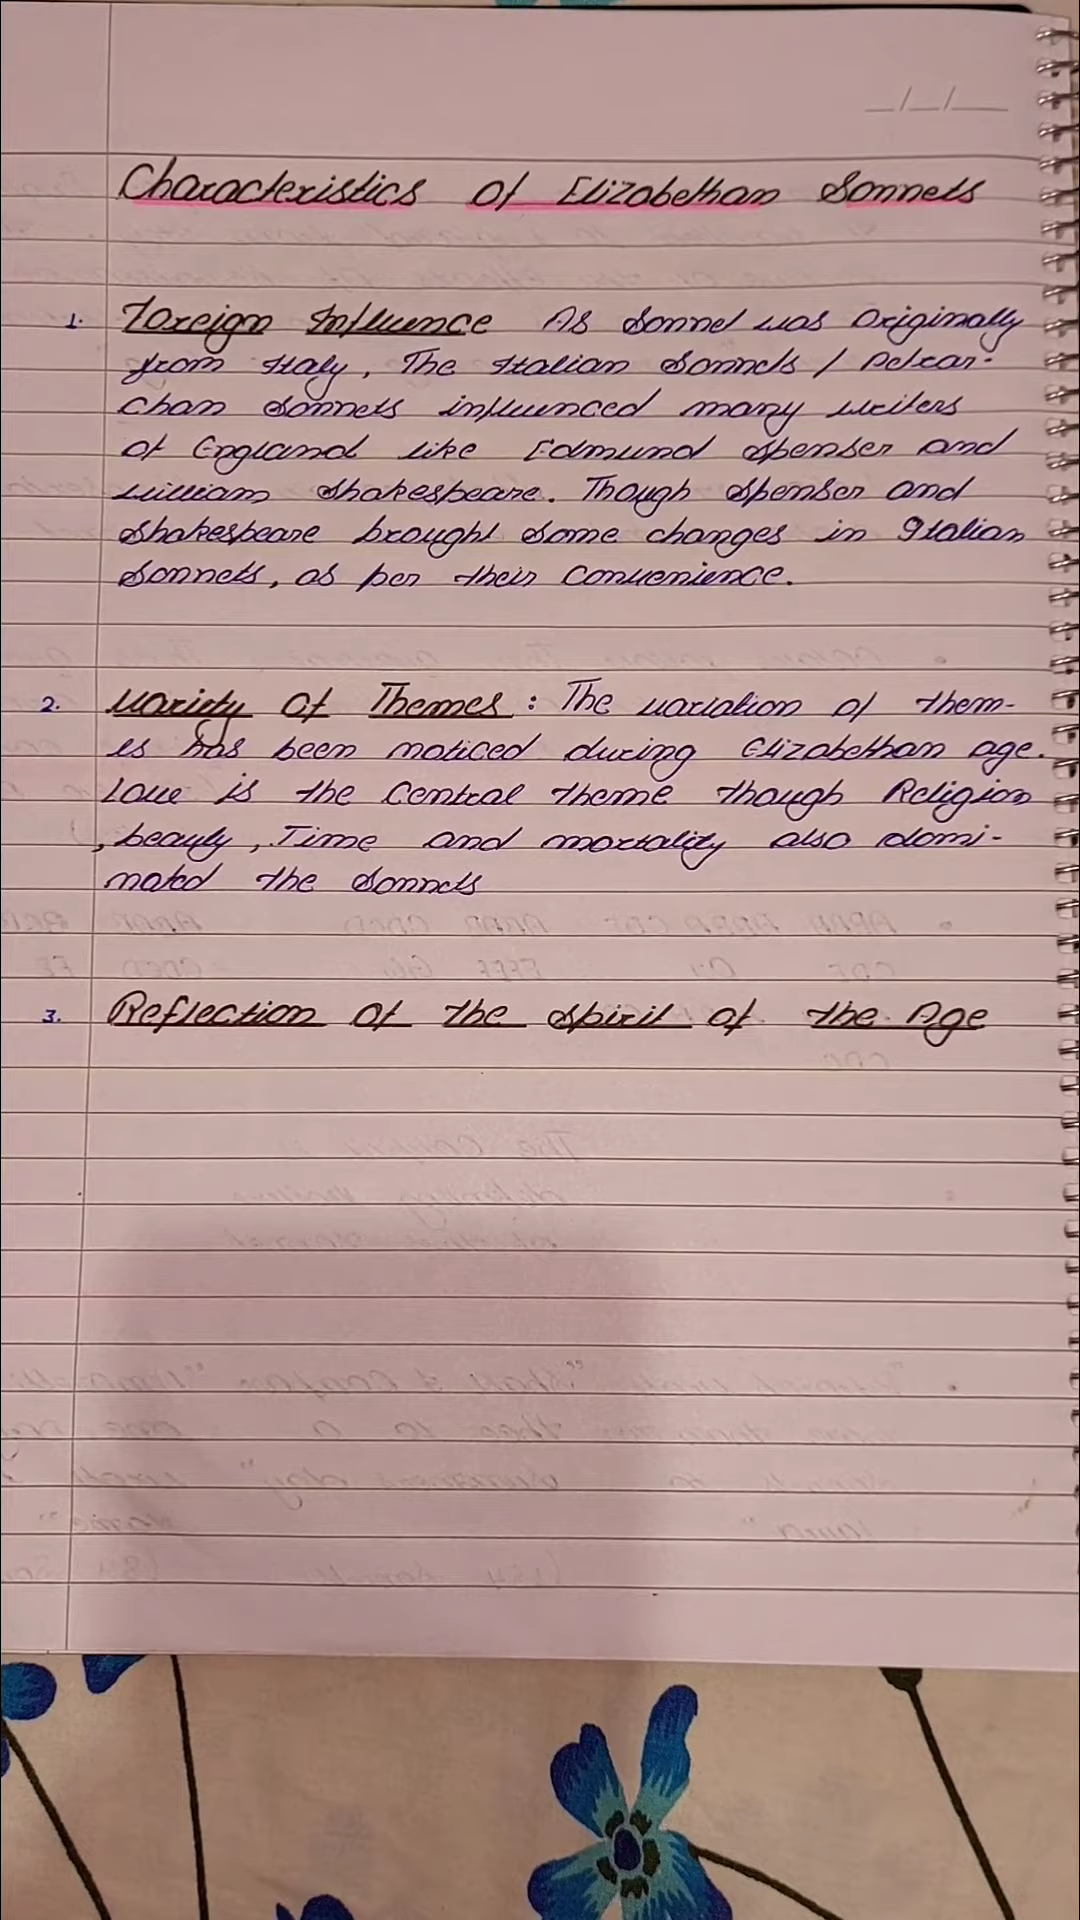 __/__/____
Characteristics of Elizabethan Sonnets
1. Foreign Influence As Sonnet was Originally
from Italy, The Italian Sonnets / Petrar-
chan Sonnets influenced many writers
of England like Edmund Spenser and
William Shakespeare. Though Spenser and
Shakespeare brought some changes in Italian
Sonnets, as per their convenience.
2. Variety Of Themes : The variation of them-
es has been noticed during Elizabethan age.
Love is the Central theme though Religion
, beauty, Time and mortality also domi-
nated the Sonnets
3. Reflection Of the Spirit of the Age